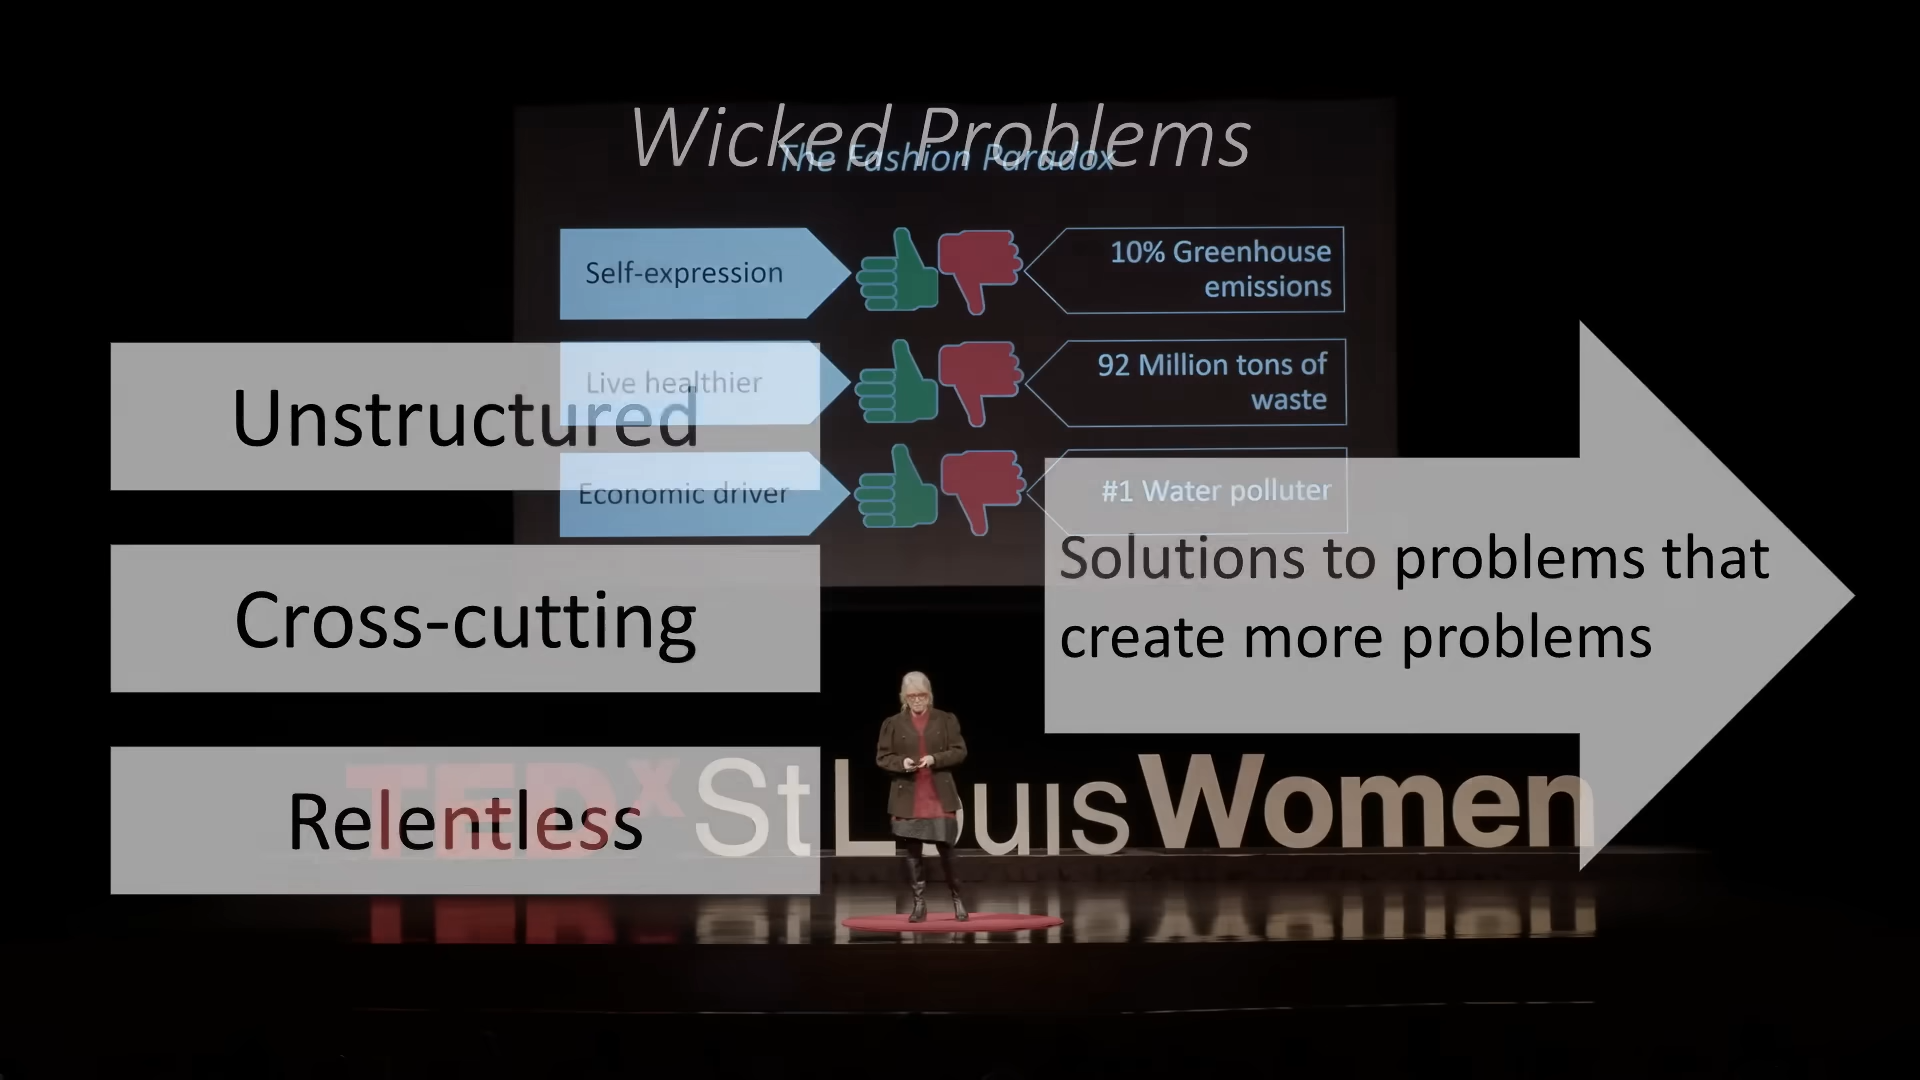 Wicked Problems
The Fashion Paradox
Self-expression
10% Greenhouse
emissions
Live healthier
92 Million tons of
waste
Economic driver
#1 Water polluter
Unstructured
Cross-cutting
Relentless
Solutions to problems that
create more problems
TEDx St Louis Women